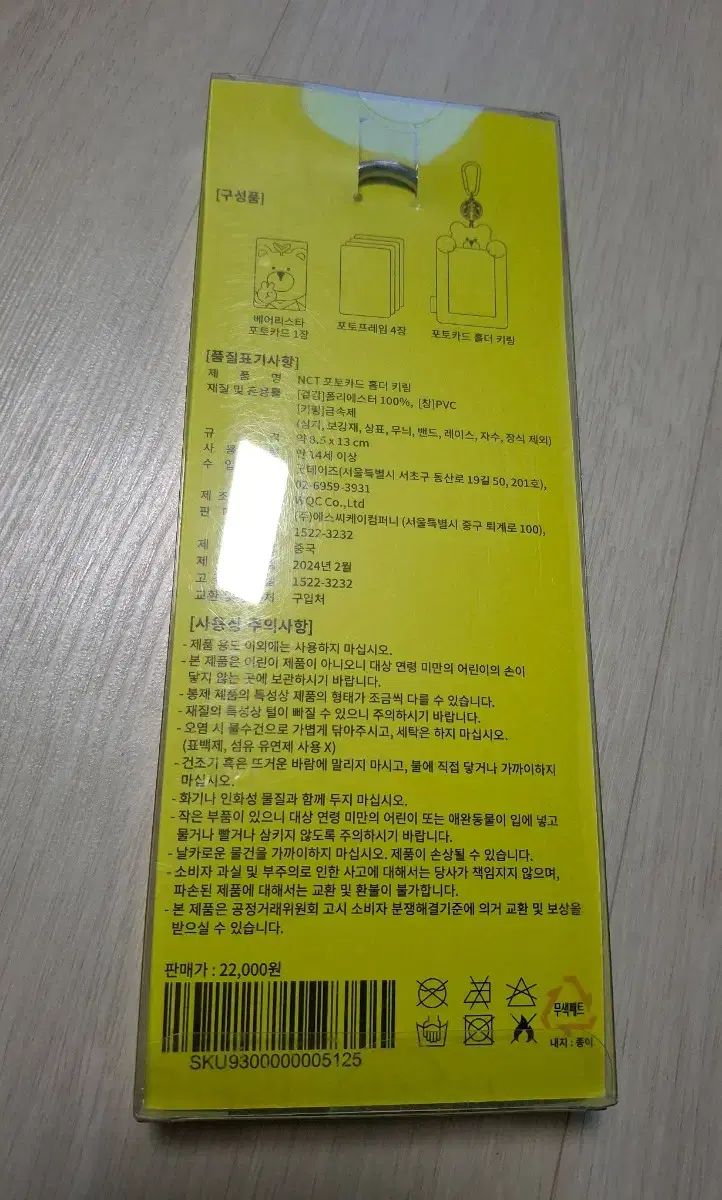 [구성품]
베어리스타
포토카드 1장
포토프레임 4장
포토카드 홀더 키링
[품질표기사항]
제 품 명 NCT 포토카드 홀더 키링
재질 및 혼용률 [겉감]폴리에스터 100%, [창]PVC
[키링]금속제
(심지, 보강재, 상표, 무늬, 밴드, 레이스, 자수, 장식 제외)
규 격 약 8.5 x 13 cm
사 만 14세 이상
수 입 굿데이즈(서울특별시 서초구 동산로 19길 50, 201호),
02-6959-3931
제 조 WQC Co.,Ltd
판 (주)에스씨케이컴퍼니 (서울특별시 중구 퇴계로 100),
1522-3232
제 중국
제 2024년 2월
고 1522-3232
교환 처 구입처
[사용상 주의사항]
- 제품 용도 이외에는 사용하지 마십시오.
- 본 제품은 어린이 제품이 아니오니 대상 연령 미만의 어린이의 손이
닿지 않는 곳에 보관하시기 바랍니다.
- 봉제 제품의 특성상 제품의 형태가 조금씩 다를 수 있습니다.
- 재질의 특성상 털이 빠질 수 있으니 주의하시기 바랍니다.
- 오염 시 물수건으로 가볍게 닦아주시고, 세탁은 하지 마십시오.
(표백제, 섬유 유연제 사용 X)
- 건조기 혹은 뜨거운 바람에 말리지 마시고, 불에 직접 닿거나 가까이하지
마십시오.
- 화기나 인화성 물질과 함께 두지 마십시오.
- 작은 부품이 있으니 대상 연령 미만의 어린이 또는 애완동물이 입에 넣고
물거나 빨거나 삼키지 않도록 주의하시기 바랍니다.
- 날카로운 물건을 가까이하지 마십시오. 제품이 손상될 수 있습니다.
- 소비자 과실 및 부주의로 인한 사고에 대해서는 당사가 책임지지 않으며,
파손된 제품에 대해서는 교환 및 환불이 불가합니다.
- 본 제품은 공정거래위원회 고시 소비자 분쟁해결기준에 의거 교환 및 보상을
받으실 수 있습니다.
판매가 : 22,000원
SKU9300000005125
무색페트
내지 : 종이